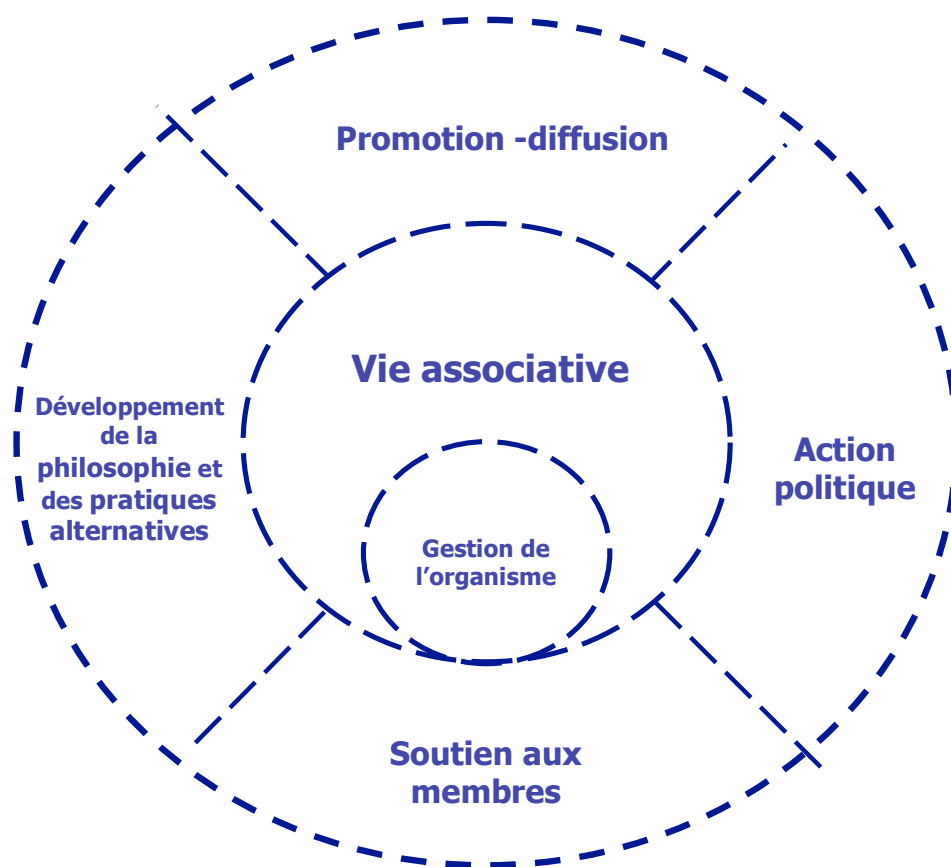 Promotion -diffusion
Vie associative
Développement
de la
philosophie et
des pratiques
alternatives
Action
politique
Gestion de
l’organisme
Soutien aux
membres